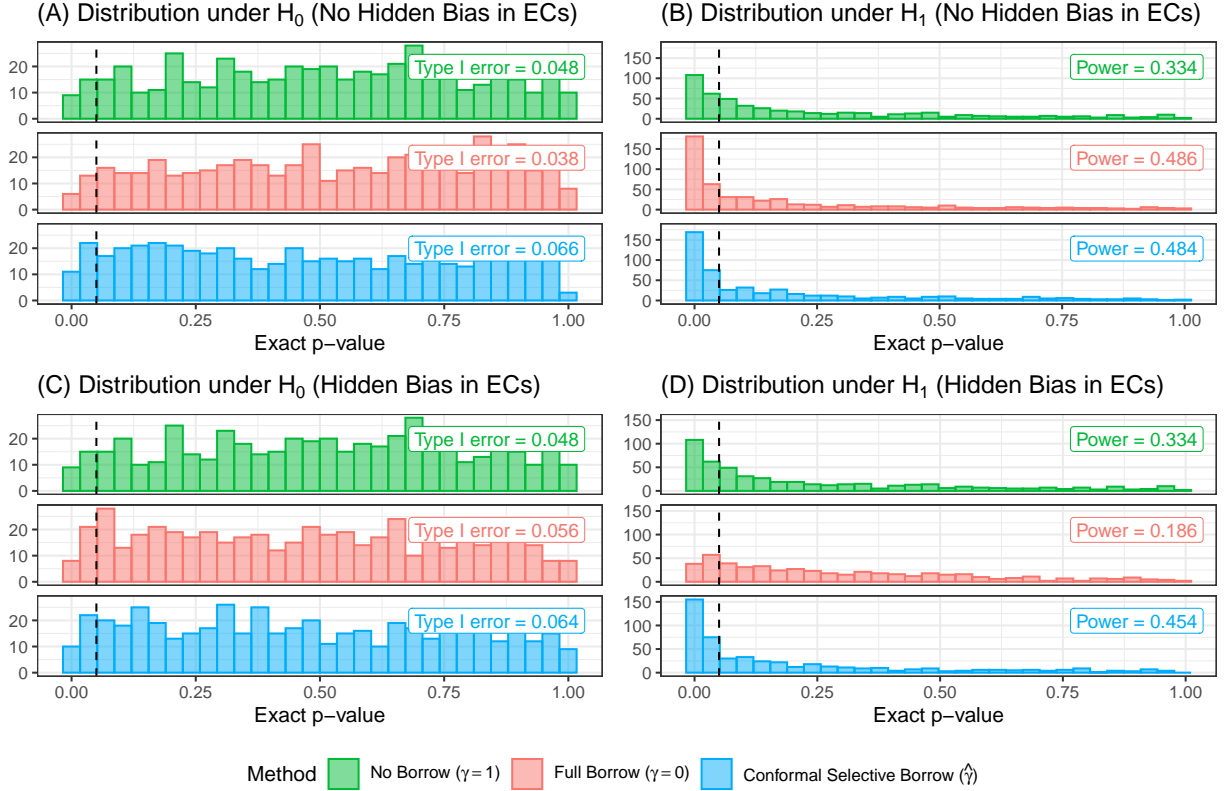 (A) Distribution under H0 (No Hidden Bias in ECs)
20
10
0
Type I error = 0.048
20
10
0
Type I error = 0.038
20
10
0
Type I error = 0.066
0.00 0.25 0.50 0.75 1.00
Exact p−value
(B) Distribution under H1 (No Hidden Bias in ECs)
150
100
50
0
Power = 0.334
150
100
50
0
Power = 0.486
150
100
50
0
Power = 0.484
0.00 0.25 0.50 0.75 1.00
Exact p−value
(C) Distribution under H0 (Hidden Bias in ECs)
20
10
0
Type I error = 0.048
20
10
0
Type I error = 0.056
20
10
0
Type I error = 0.064
0.00 0.25 0.50 0.75 1.00
Exact p−value
(D) Distribution under H1 (Hidden Bias in ECs)
150
100
50
0
Power = 0.334
150
100
50
0
Power = 0.186
150
100
50
0
Power = 0.454
0.00 0.25 0.50 0.75 1.00
Exact p−value
Method No Borrow (γ = 1) Full Borrow (γ = 0) Conformal Selective Borrow (γ̂)